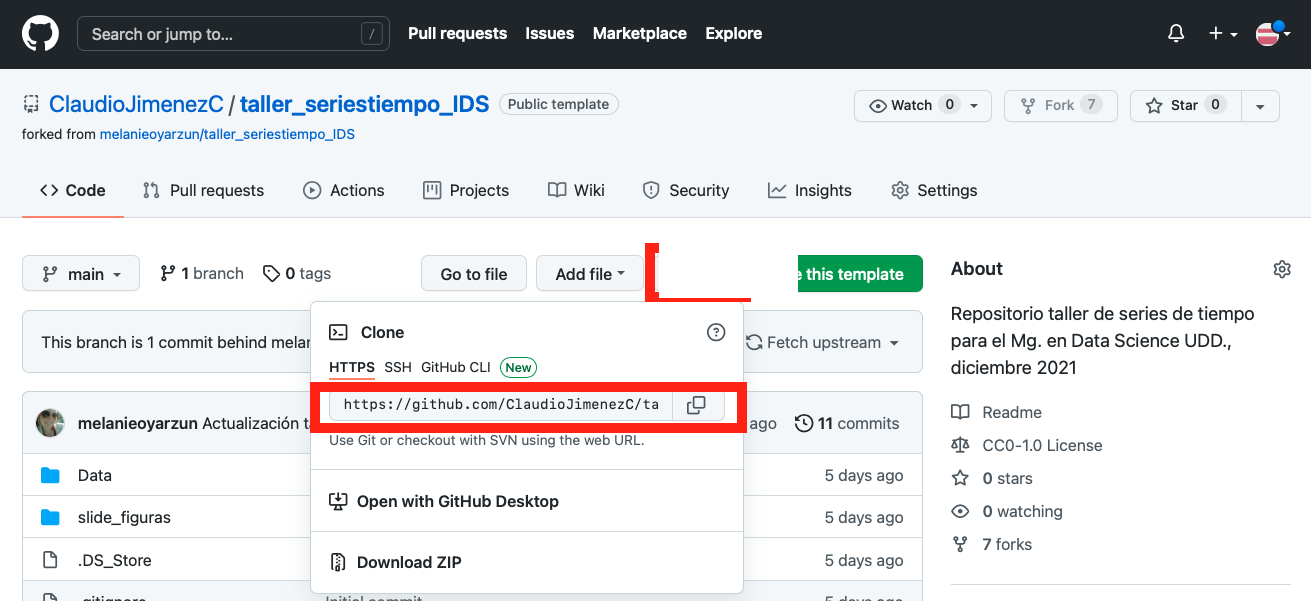 Search or jump to... /
Pull requests Issues Marketplace Explore
ClaudioJimenezC / taller_seriestiempo_IDS Public template
Watch 0 Fork 7 Star 0
forked from melanieoyarzun/taller_seriestiempo_IDS
Code Pull requests Actions Projects Wiki Security Insights Settings
main 1 branch 0 tags Go to file Add file this template
About
Repositorio taller de series de tiempo
para el Mg. en Data Science UDD.,
diciembre 2021
Readme
CC0-1.0 License
0 stars
0 watching
7 forks
This branch is 1 commit behind Fetch upstream
Clone
HTTPS SSH GitHub CLI New
https://github.com/ClaudioJimenezC/ta
Use Git or checkout with SVN using the web URL.
Open with GitHub Desktop
Download ZIP
melanieoyarzun Actualización ago 11 commits
Data 5 days ago
slide_figuras 5 days ago
.DS_Store 5 days ago
.gitignore Initial commit 5 days ago